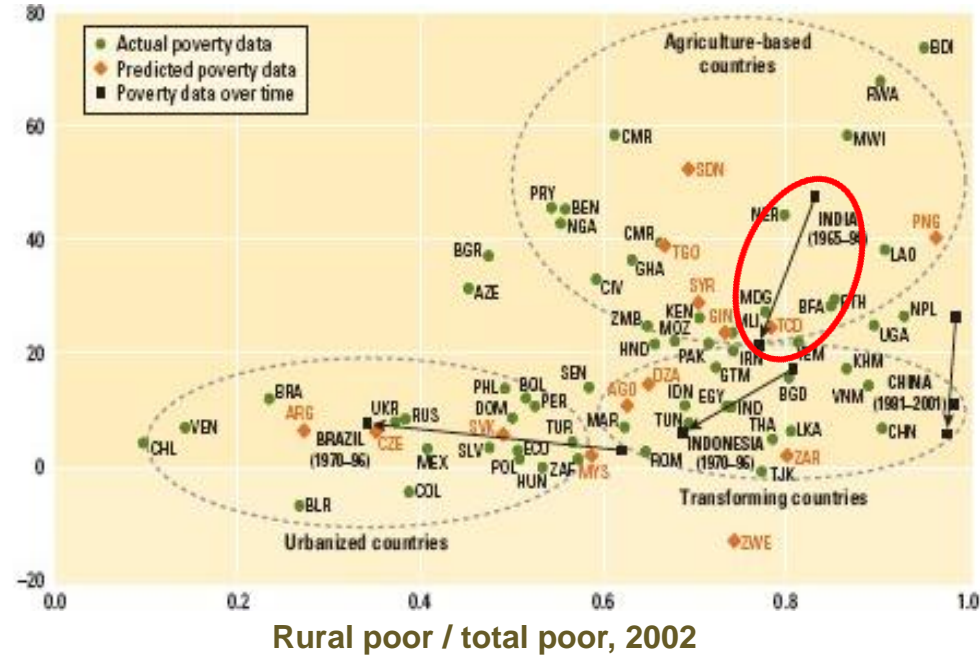 80
60
40
20
0
−20
Actual poverty data
Predicted poverty data
Poverty data over time
Agriculture-based
countries
BDI
RWA
CMR
MWI
SDN
PRY
BEN
NGA
NER
INDIA
(1965–9
PNG
CMR
TGO
BGR
GHA
LAO
AZE
CIV
SYR
MDG
BFA
ETH
NPL
ZMB
KEN
GIN
MLI
TCD
MOZ
UGA
HND
PAK
IRN
YEM
GTM
KHM
CHINA
(1981–2001)
BRA
PHL
BOL
SEN
AGO
DZA
IDN
EGY
IND
BGD
VNM
VEN
ARG
UKR
RUS
DOM
PER
MAR
TUN
THA
LKA
CHN
CHL
BRAZIL
(1970–96)
CZE
SVK
TUR
INDONESIA
(1970–96)
MEX
SLV
ECU
POL
HUN
ZAF
MYS
ROM
ZAR
TJK
COL
BLR
Urbanized countries
Transforming countries
ZWE
0.0 0.2 0.4 0.6 0.8 1.0
Rural poor / total poor, 2002